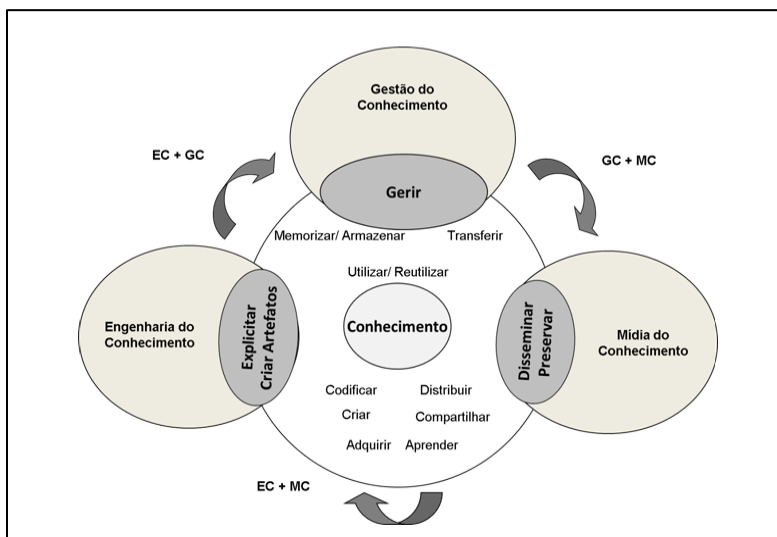 Gestão do
Conhecimento
EC + GC
GC + MC
Gerir
Memorizar/ Armazenar
Transferir
Utilizar/ Reutilizar
Engenharia do
Conhecimento
Explicitar
Criar Artefatos
Conhecimento
Disseminar
Preservar
Mídia do
Conhecimento
Codificar
Distribuir
Criar
Compartilhar
Adquirir
Aprender
EC + MC